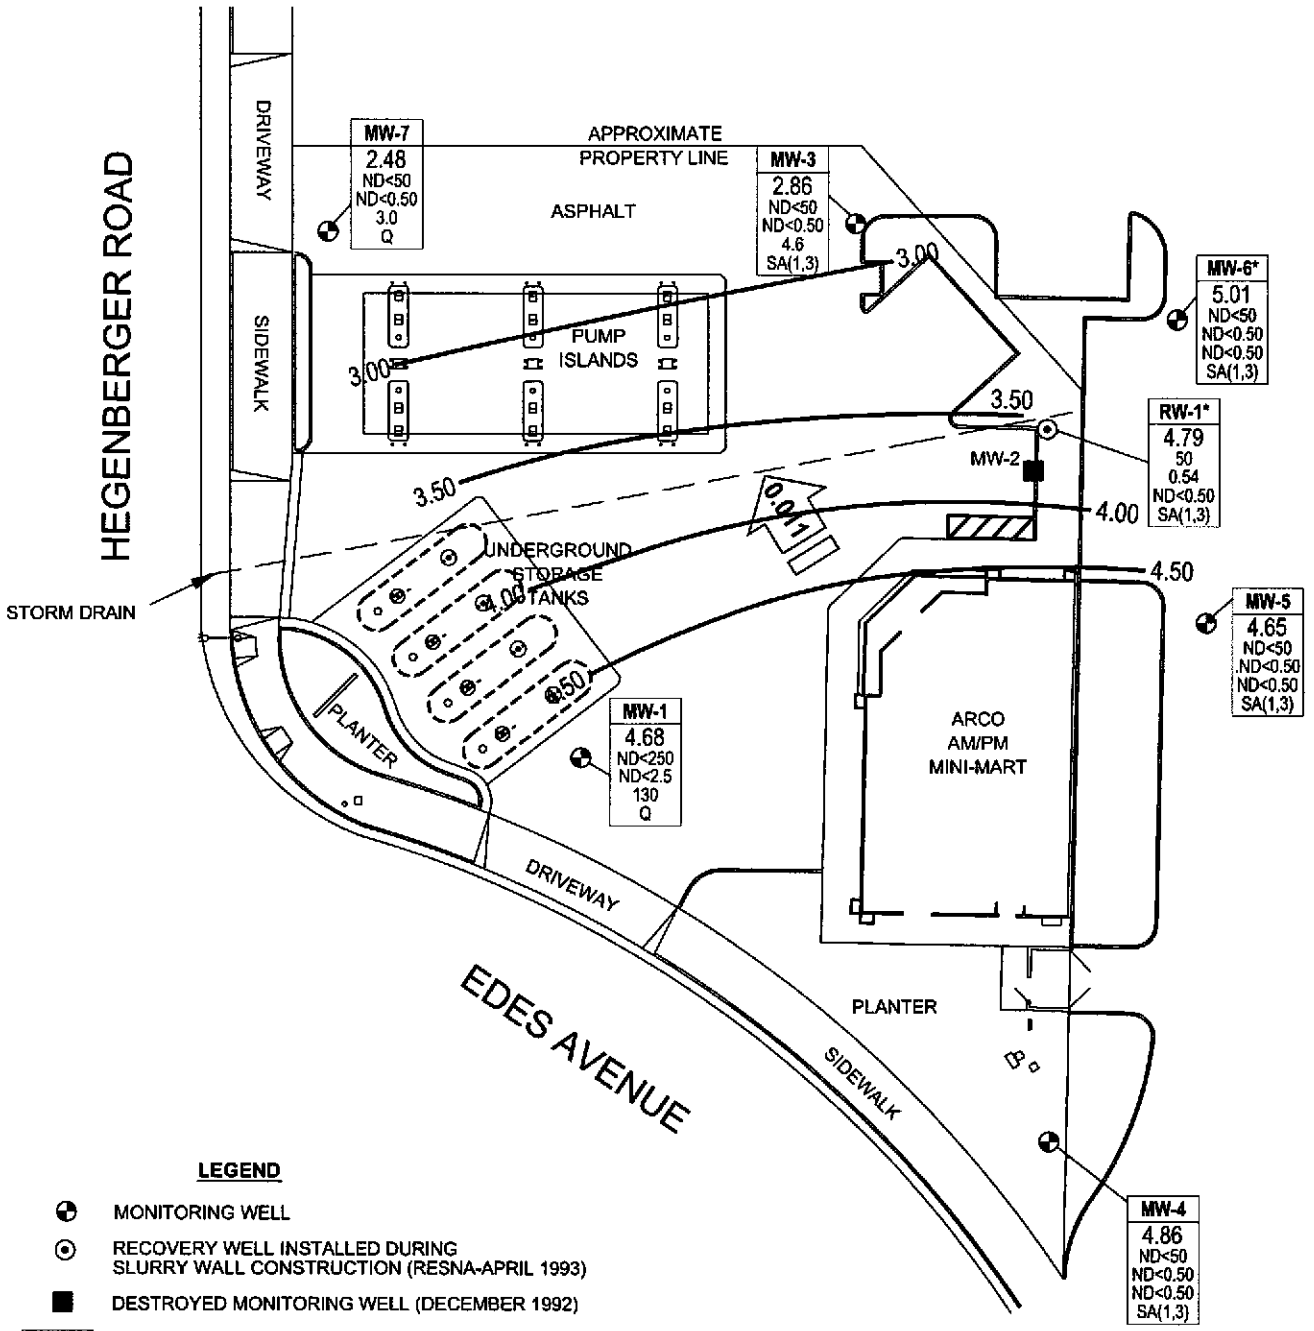 HEGENBERGER ROAD
DRIVEWAY
SIDEWALK
MW-7
2.48
ND<50
ND<0.50
3.0
Q
APPROXIMATE
PROPERTY LINE
ASPHALT
MW-3
2.86
ND<50
ND<0.50
4.6
SA(1,3)
3.00
MW-6*
5.01
ND<50
ND<0.50
ND<0.50
SA(1,3)
PUMP
ISLANDS
3.00
3.50
RW-1*
4.79
50
0.54
ND<0.50
SA(1,3)
MW-2
3.50
0.011
4.00
UNDERGROUND
STORAGE
TANKS
4.00
4.50
STORM DRAIN
MW-5
4.65
ND<50
.ND<0.50
ND<0.50
SA(1,3)
.50
MW-1
4.68
ND<250
ND<2.5
130
Q
PLANTER
ARCO
AM/PM
MINI-MART
DRIVEWAY
EDES AVENUE
PLANTER
SIDEWALK
MW-4
4.86
ND<50
ND<0.50
ND<0.50
SA(1,3)
LEGEND
MONITORING WELL
RECOVERY WELL INSTALLED DURING
SLURRY WALL CONSTRUCTION (RESNA-APRIL 1993)
DESTROYED MONITORING WELL (DECEMBER 1992)